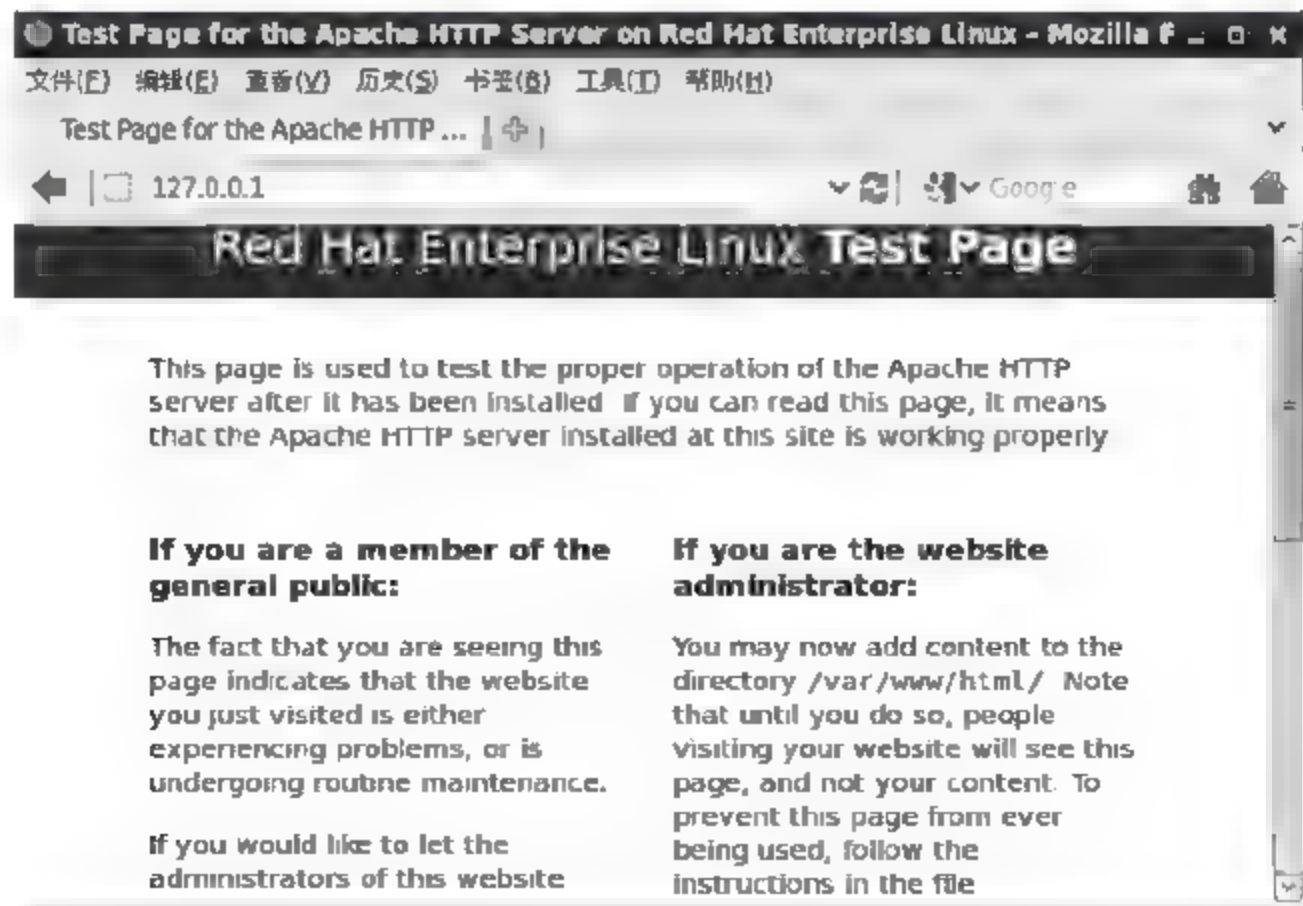 Test Page for the Apache HTTP Server on Red Hat Enterprise Linux - Mozilla F
文件(F) 编辑(E) 查看(V) 历史(S) 书签(B) 工具(T) 帮助(H)
Test Page for the Apache HTTP ...
127.0.0.1 Google
Red Hat Enterprise Linux Test Page
This page is used to test the proper operation of the Apache HTTP
server after it has been installed If you can read this page, it means
that the Apache HTTP server installed at this site is working properly
If you are a member of the
general public:
The fact that you are seeing this
page indicates that the website
you just visited is either
experiencing problems, or is
undergoing routine maintenance.
If you would like to let the
administrators of this website
If you are the website
administrator:
You may now add content to the
directory /var/www/html/ Note
that until you do so, people
visiting your website will see this
page, and not your content. To
prevent this page from ever
being used, follow the
instructions in the file